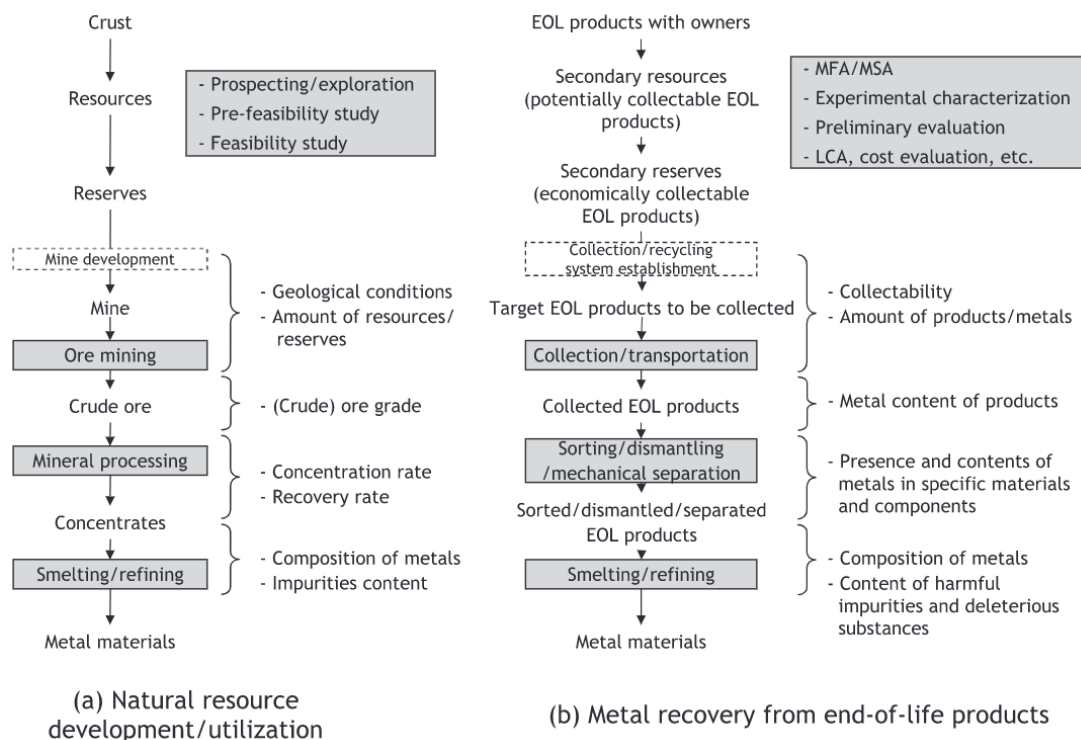 Crust
Resources
- Prospecting/exploration
- Pre-feasibility study
- Feasibility study
Reserves
Mine development
Mine
- Geological conditions
- Amount of resources/
reserves
Ore mining
Crude ore
- (Crude) ore grade
Mineral processing
- Concentration rate
- Recovery rate
Concentrates
- Composition of metals
- Impurities content
Smelting/refining
Metal materials
(a) Natural resource
development/utilization
EOL products with owners
Secondary resources
(potentially collectable EOL
products)
- MFA/MSA
- Experimental characterization
- Preliminary evaluation
- LCA, cost evaluation, etc.
Secondary reserves
(economically collectable
EOL products)
Collection/recycling
system establishment
Target EOL products to be collected
- Collectability
- Amount of products/metals
Collection/transportation
Collected EOL products
- Metal content of products
Sorting/dismantling
/mechanical separation
- Presence and contents of
metals in specific materials
and components
Sorted/dismantled/separated
EOL products
- Composition of metals
- Content of harmful
impurities and deleterious
substances
Smelting/refining
Metal materials
(b) Metal recovery from end-of-life products